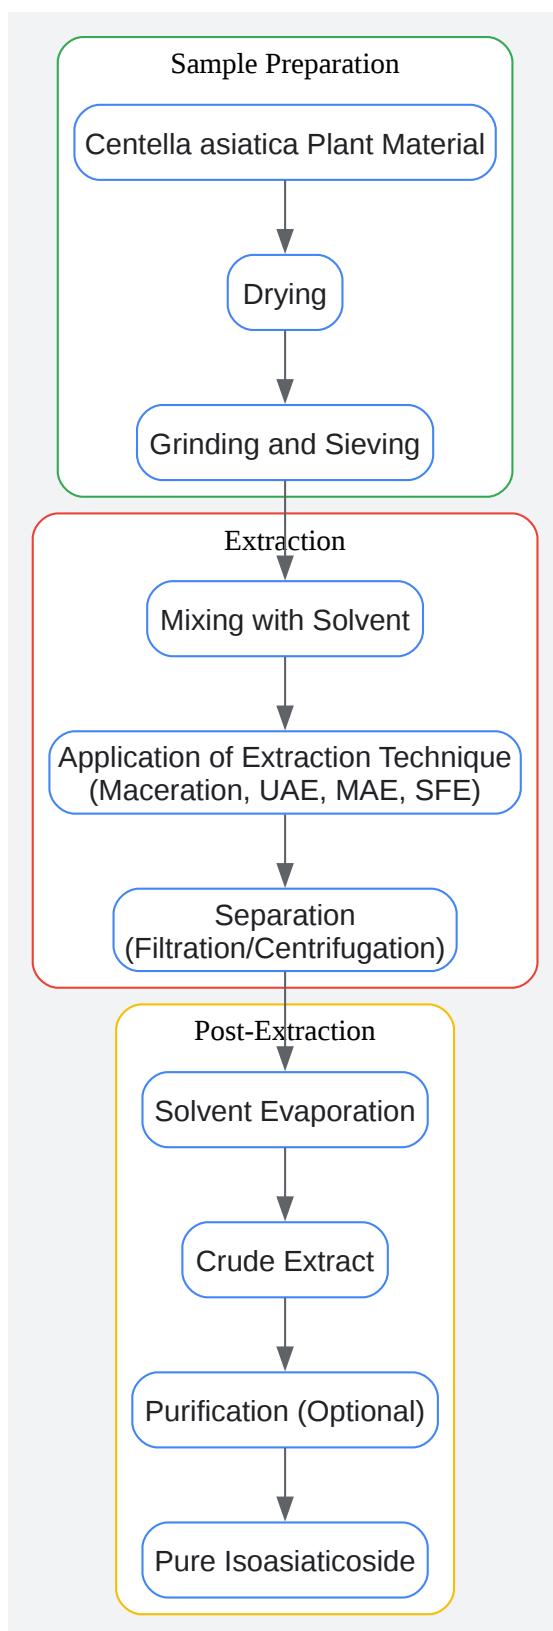 Sample Preparation
Centella asiatica Plant Material
Drying
Grinding and Sieving
Extraction
Mixing with Solvent
Application of Extraction Technique
(Maceration, UAE, MAE, SFE)
Separation
(Filtration/Centrifugation)
Post-Extraction
Solvent Evaporation
Crude Extract
Purification (Optional)
Pure Isoasiaticoside